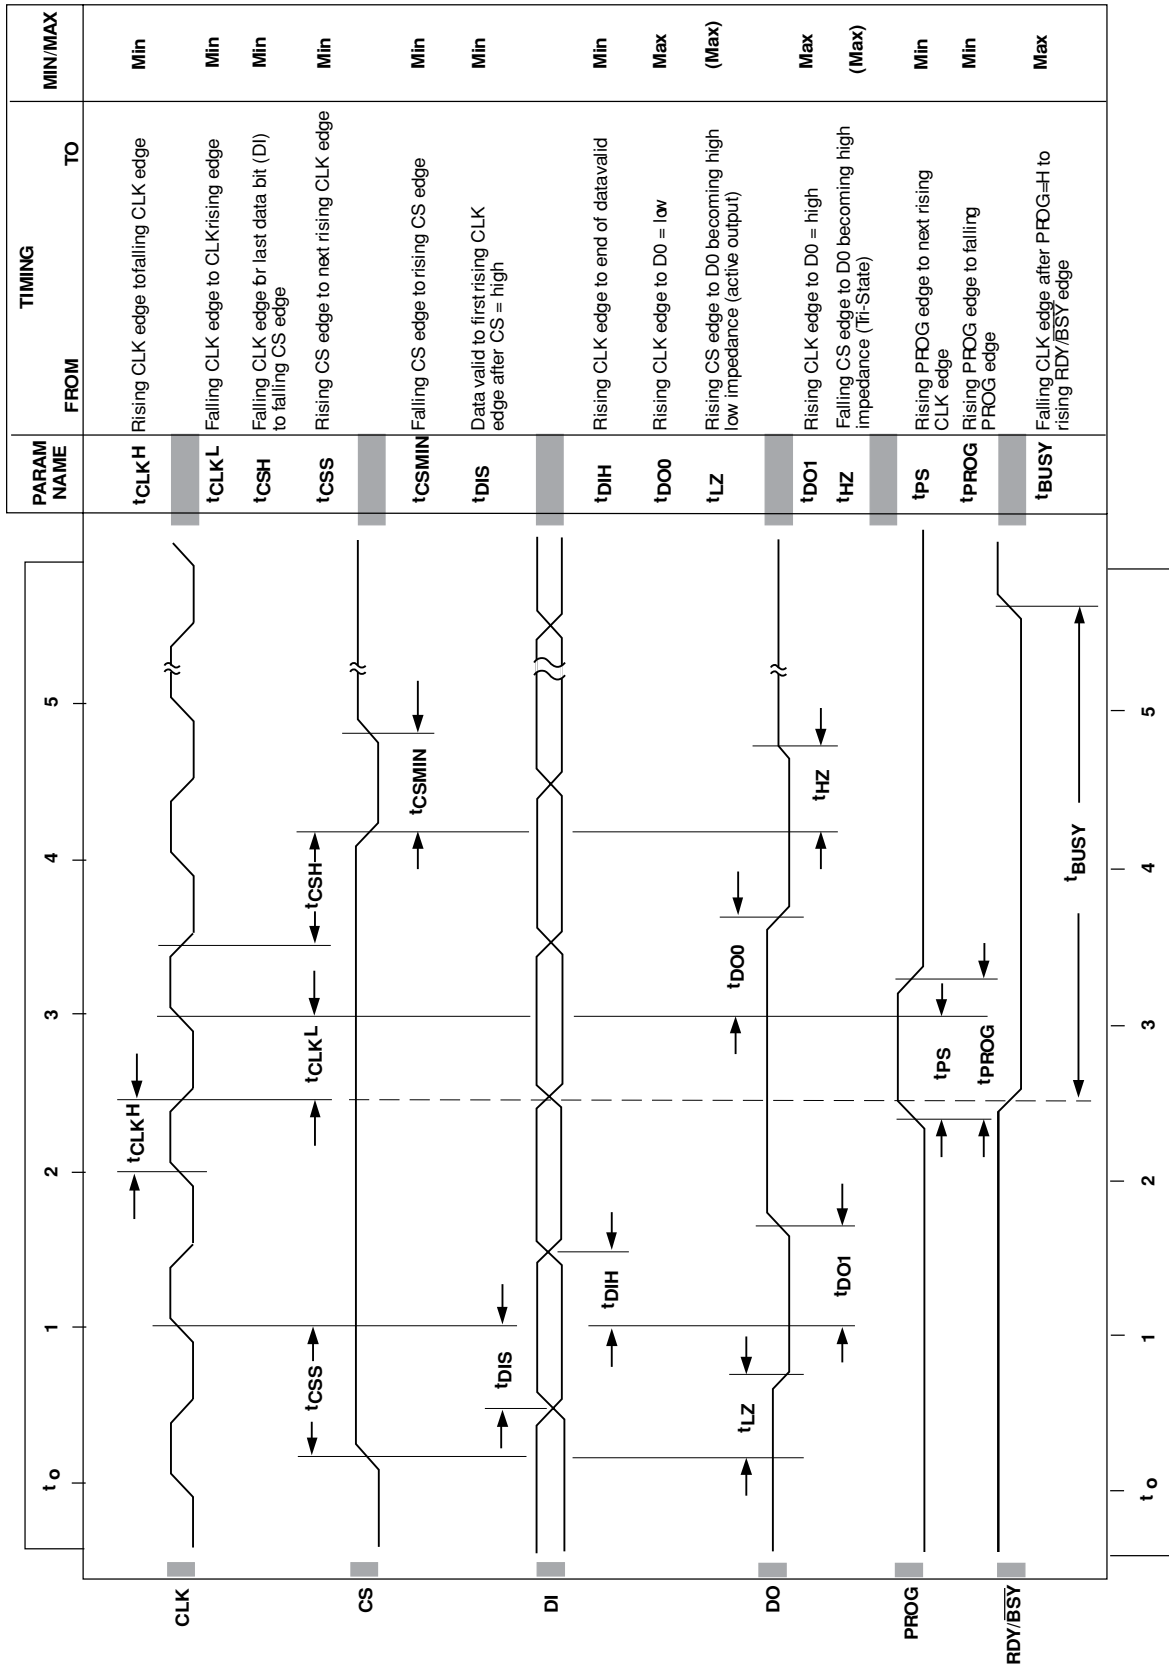 t o 1 2 3 4 5
PARAM NAME
TIMING
FROM TO
MIN/MAX
CLK
tCLKH
tCLKL
tCSS
tCSH
CS
tCSMIN
tDIS
DI
tDIH
tLZ
tDO0
DO
tDO1
tHZ
PROG
tPS
tPROG
RDY/BSY
tBUSY
t o 1 2 3 4 5
tCLKH Rising CLK edge tofalling CLK edge Min
tCLKL Falling CLK edge to CLKrising edge Min
tCSH Falling CLK edge for last data bit (DI)
to falling CS edge Min
tCSS Rising CS edge to next rising CLK edge Min
tCSMIN Falling CS edge to rising CS edge Min
tDIS Data valid to first rising CLK
edge after CS = high Min
tDIH Rising CLK edge to end of datavalid Min
tDO0 Rising CLK edge to D0 = low Max
tLZ Rising CS edge to D0 becoming high
low impedance (active output) (Max)
tDO1 Rising CLK edge to D0 = high Max
tHZ Falling CS edge to D0 becoming high
impedance (Tri-State) (Max)
tPS Rising PROG edge to next rising
CLK edge Min
tPROG Rising PROG edge to falling
PROG edge Min
tBUSY Falling CLK edge after PROG=H to
rising RDY/BSY edge Max